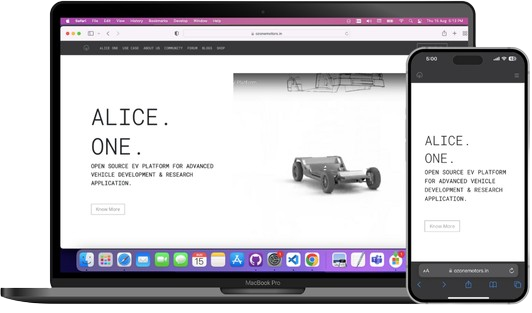 Safari File Edit View History Bookmarks Develop Window Help
Thu 15 Aug 5:13 PM
ozonemotors.in
ALICE ONE USE CASE ABOUT US COMMUNITY FORUM BLOGS SHOP
ALICE.
ONE.
OPEN SOURCE EV PLATFORM FOR ADVANCED
VEHICLE DEVELOPMENT & RESEARCH
APPLICATION.
Know More
15
MacBook Pro
5:00
ALICE.
ONE.
OPEN SOURCE EV PLATFORM
FOR ADVANCED VEHICLE
DEVELOPMENT & RESEARCH
APPLICATION.
Know More
AA
ozonemotors.in